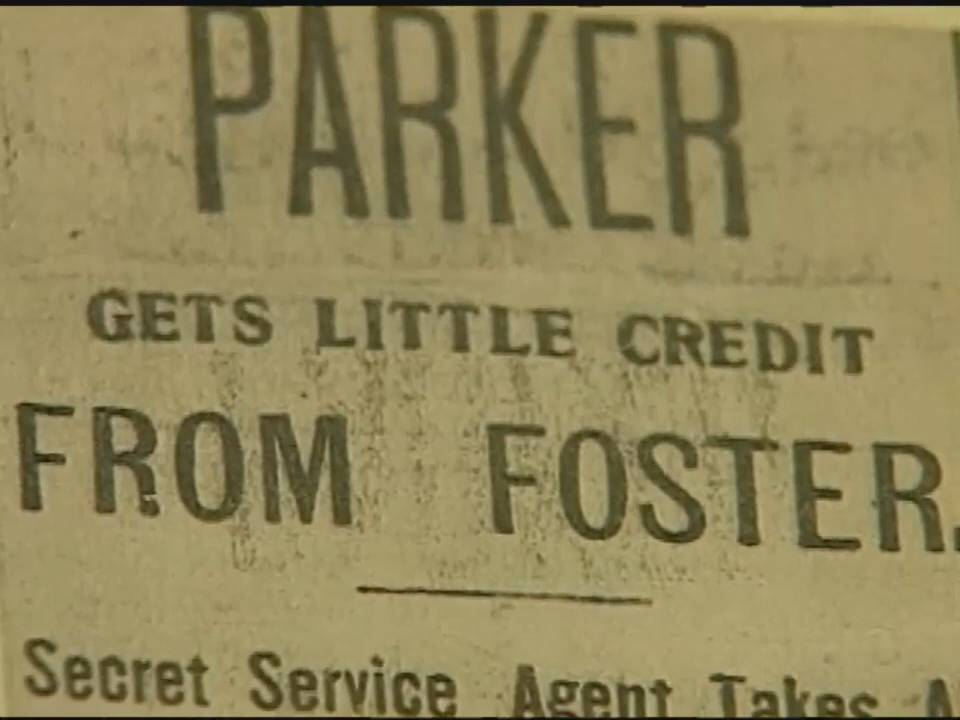 PARKER
GETS LITTLE CREDIT
FROM FOSTER.
Secret Service Agent Takes